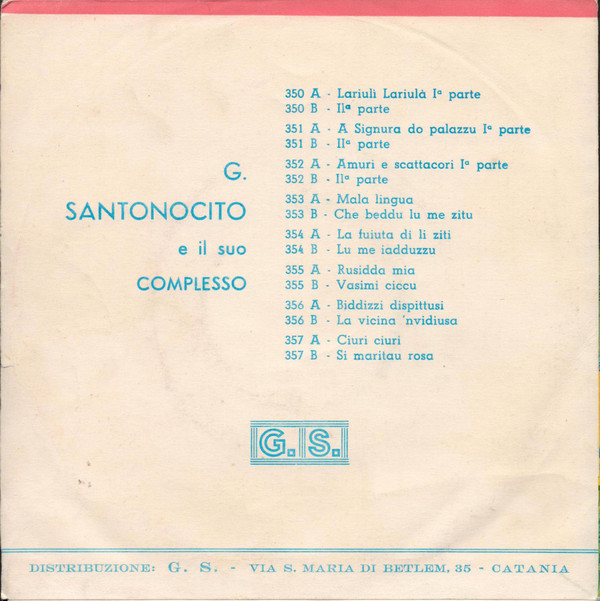 G.
SANTONOCITO
e il suo
COMPLESSO
350 A - Lariulì Lariulà Iª parte
350 B - IIª parte
351 A - A Signura do palazzu Iª parte
351 B - IIª parte
352 A - Amuri e scattacori Iª parte
352 B - IIª parte
353 A - Mala lingua
353 B - Che beddu lu me zitu
354 A - La fuiuta di li ziti
354 B - Lu me iadduzzu
355 A - Rusidda mia
355 B - Vasimi ciccu
356 A - Biddizzi dispittusi
356 B - La vicina 'nvidiusa
357 A - Ciuri ciuri
357 B - Si maritau rosa
G. S.
DISTRIBUZIONE: G. S. - VIA S. MARIA DI BETLEM, 35 - CATANIA